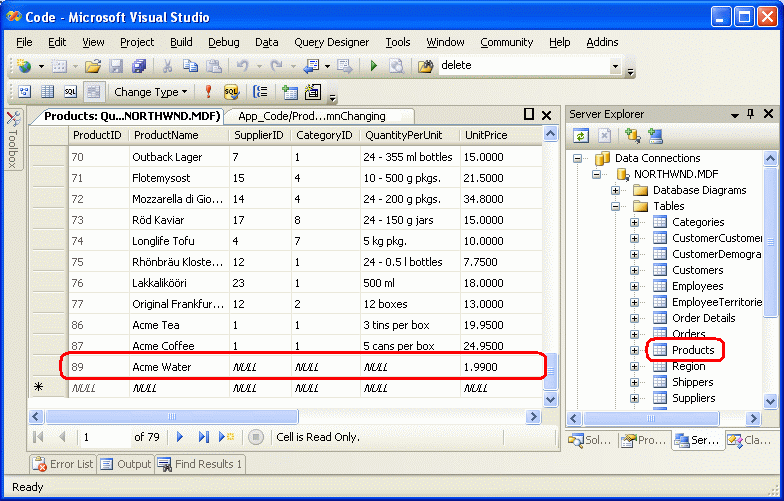 Code - Microsoft Visual Studio
File Edit View Project Build Debug Data Query Designer Tools Window Community Help Addins
delete
SQL Change Type SQL
Products: Qu...NORTHWND.MDF) App_Code/Prod...mnChanging
Toolbox
ProductID ProductName SupplierID CategoryID QuantityPerUnit UnitPrice
70 Outback Lager 7 1 24 - 355 ml bottles 15.0000
71 Flotemysost 15 4 10 - 500 g pkgs. 21.5000
72 Mozzarella di Gio... 14 4 24 - 200 g pkgs. 34.8000
73 Röd Kaviar 17 8 24 - 150 g jars 15.0000
74 Longlife Tofu 4 7 5 kg pkg. 10.0000
75 Rhönbräu Kloste... 12 1 24 - 0.5 l bottles 7.7500
76 Lakkalikööri 23 1 500 ml 18.0000
77 Original Frankfur... 12 2 12 boxes 13.0000
86 Acme Tea 1 1 3 tins per box 19.9500
87 Acme Coffee 1 1 5 cans per box 24.9500
89 Acme Water NULL NULL NULL 1.9900
NULL NULL NULL NULL NULL NULL
1 of 79 Cell is Read Only.
Server Explorer
Data Connections
NORTHWND.MDF
Database Diagrams
Tables
Categories
CustomerCustomer
CustomerDemogra
Customers
Employees
EmployeeTerritorie
Order Details
Orders
Products
Region
Shippers
Suppliers
Sol... Pro... Ser... Cla...
Error List Output Find Results 1
Ready